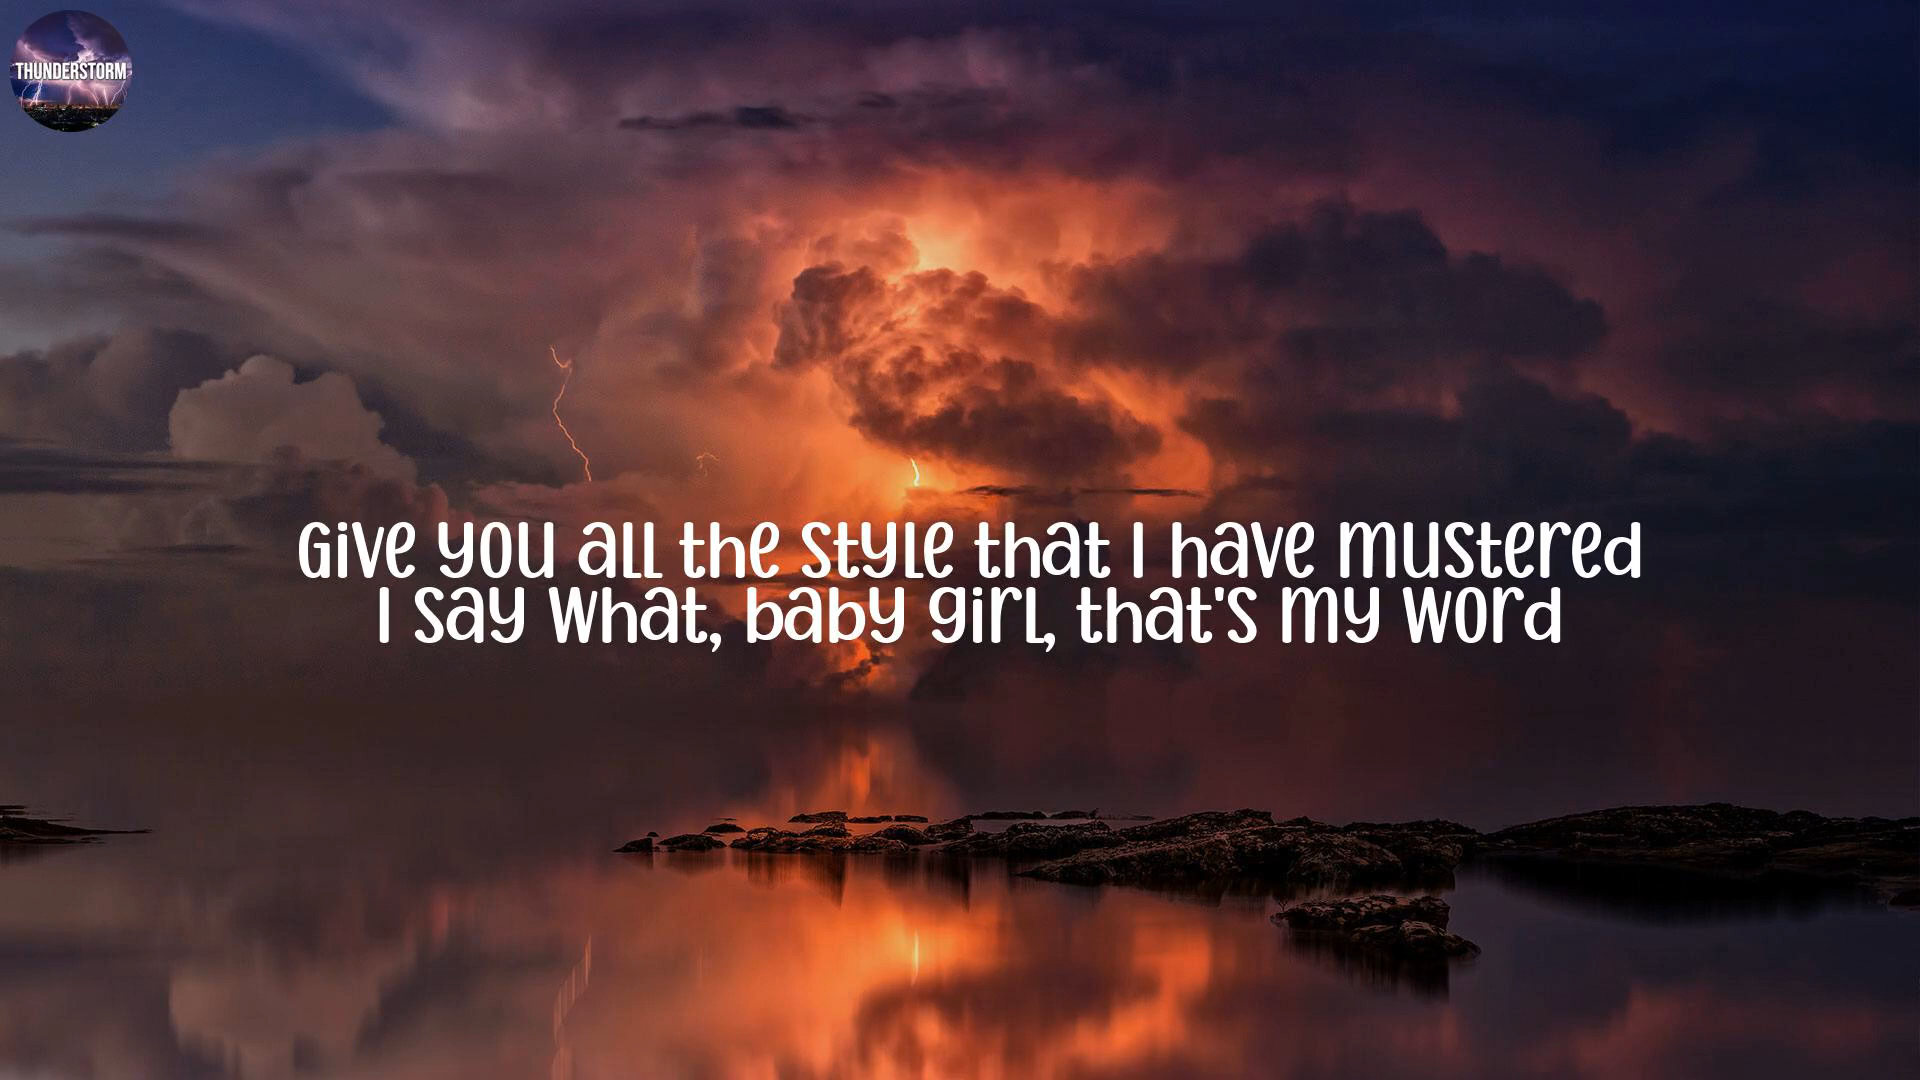 THUNDERSTORM
Give you all the style that I have mustered
I say what, baby girl, that's my word